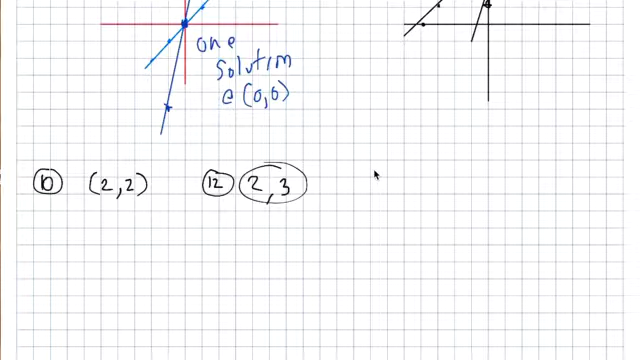 one
solution
@ (0,0)
10 (2,2) 12 2,3